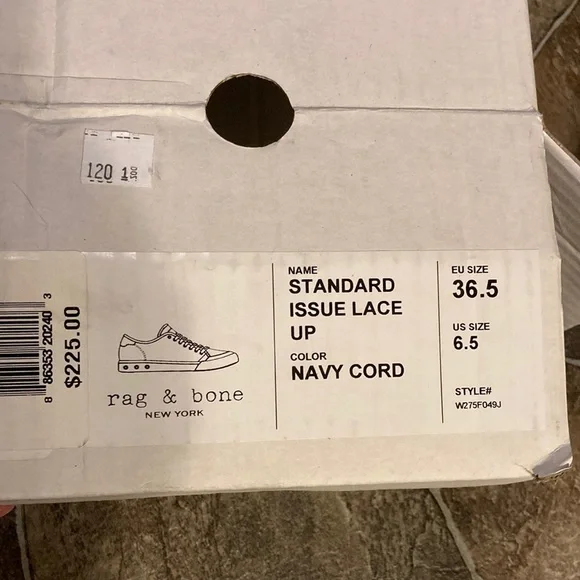 120 1
.500
8 86353 20240 3
$225.00
rag & bone
NEW YORK
NAME
STANDARD
ISSUE LACE
UP
COLOR
NAVY CORD
EU SIZE
36.5
US SIZE
6.5
STYLE#
W275F049J